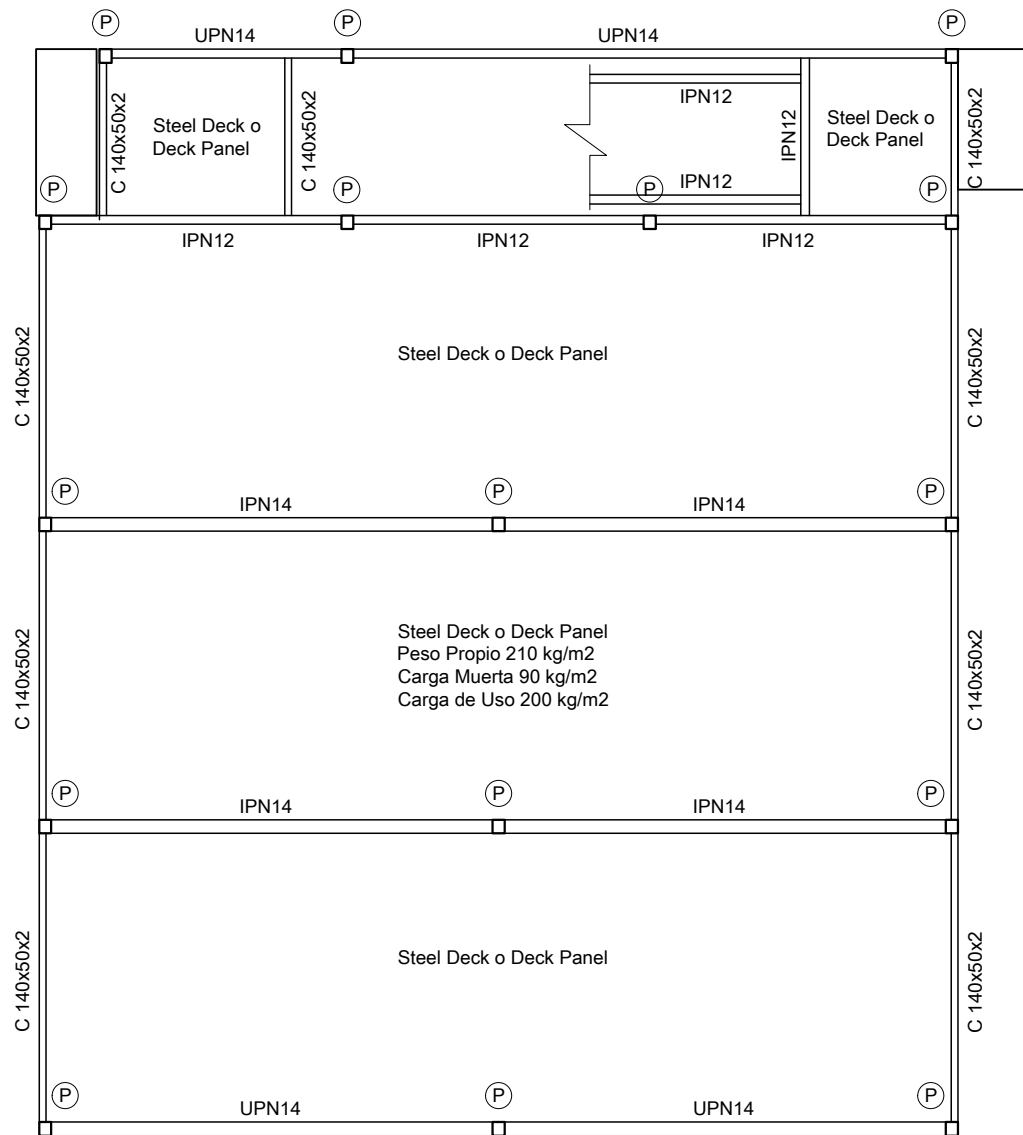 P
P
P
UPN14
UPN14
C 140x50x2
Steel Deck o
Deck Panel
C 140x50x2
IPN12
IPN12
IPN12
Steel Deck o
Deck Panel
C 140x50x2
P
P
P
P
IPN12
IPN12
IPN12
C 140x50x2
Steel Deck o Deck Panel
C 140x50x2
P
P
P
IPN14
IPN14
C 140x50x2
Steel Deck o Deck Panel
Peso Propio 210 kg/m2
Carga Muerta 90 kg/m2
Carga de Uso 200 kg/m2
C 140x50x2
P
P
P
IPN14
IPN14
C 140x50x2
Steel Deck o Deck Panel
C 140x50x2
P
P
P
UPN14
UPN14